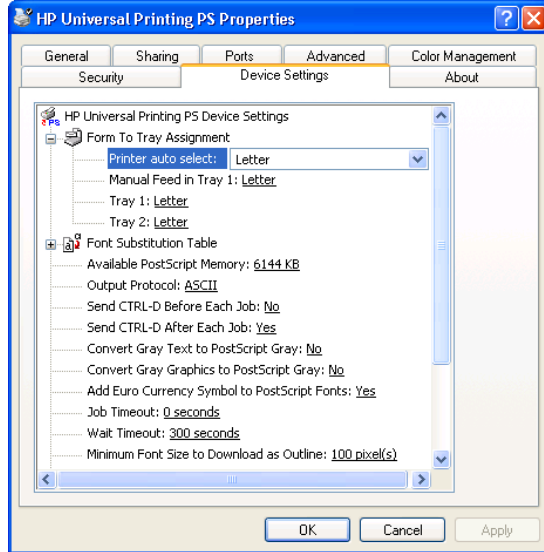 HP Universal Printing PS Properties
General Sharing Ports Advanced Color Management
Security Device Settings About
HP Universal Printing PS Device Settings
Form To Tray Assignment
Printer auto select: Letter
Manual Feed in Tray 1: Letter
Tray 1: Letter
Tray 2: Letter
Font Substitution Table
Available PostScript Memory: 6144 KB
Output Protocol: ASCII
Send CTRL-D Before Each Job: No
Send CTRL-D After Each Job: Yes
Convert Gray Text to PostScript Gray: No
Convert Gray Graphics to PostScript Gray: No
Add Euro Currency Symbol to PostScript Fonts: Yes
Job Timeout: 0 seconds
Wait Timeout: 300 seconds
Minimum Font Size to Download as Outline: 100 pixel(s)
OK Cancel Apply